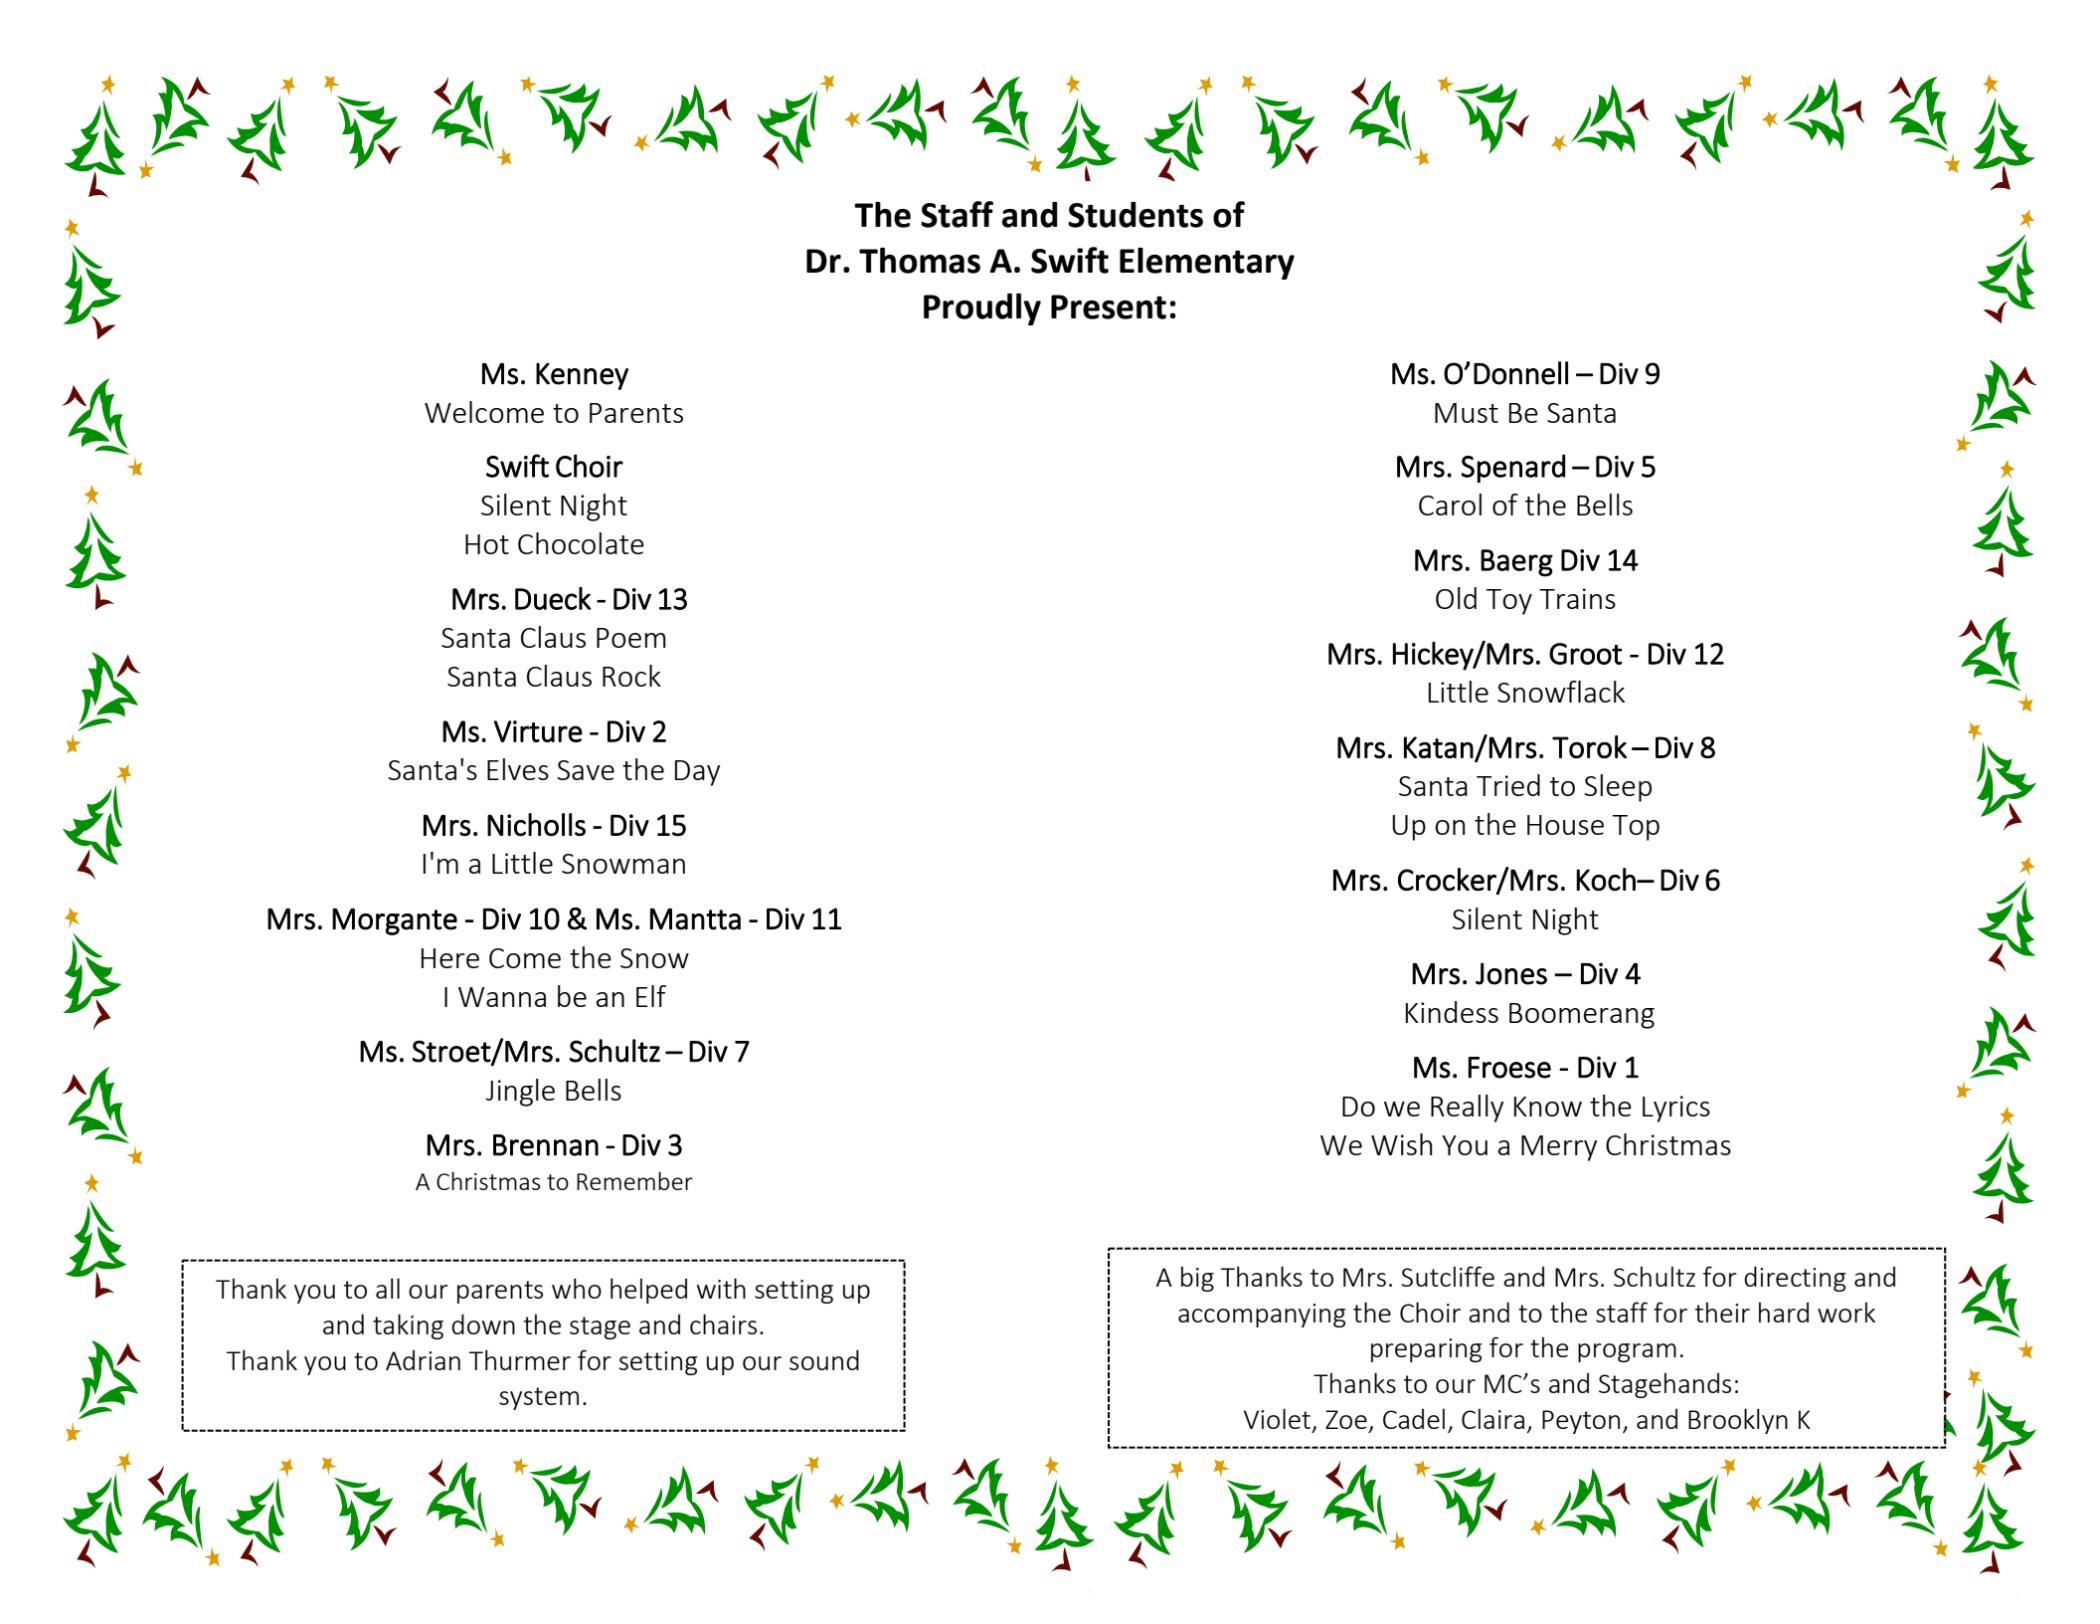 The Staff and Students of
Dr. Thomas A. Swift Elementary
Proudly Present:
Ms. Kenney
Welcome to Parents
Swift Choir
Silent Night
Hot Chocolate
Mrs. Dueck - Div 13
Santa Claus Poem
Santa Claus Rock
Ms. Virture - Div 2
Santa's Elves Save the Day
Mrs. Nicholls - Div 15
I'm a Little Snowman
Mrs. Morgante - Div 10 & Ms. Mantta - Div 11
Here Come the Snow
I Wanna be an Elf
Ms. Stroet/Mrs. Schultz – Div 7
Jingle Bells
Mrs. Brennan - Div 3
A Christmas to Remember
Thank you to all our parents who helped with setting up
and taking down the stage and chairs.
Thank you to Adrian Thurmer for setting up our sound
system.
Ms. O’Donnell – Div 9
Must Be Santa
Mrs. Spenard – Div 5
Carol of the Bells
Mrs. Baerg Div 14
Old Toy Trains
Mrs. Hickey/Mrs. Groot - Div 12
Little Snowflack
Mrs. Katan/Mrs. Torok – Div 8
Santa Tried to Sleep
Up on the House Top
Mrs. Crocker/Mrs. Koch– Div 6
Silent Night
Mrs. Jones – Div 4
Kindess Boomerang
Ms. Froese - Div 1
Do we Really Know the Lyrics
We Wish You a Merry Christmas
A big Thanks to Mrs. Sutcliffe and Mrs. Schultz for directing and
accompanying the Choir and to the staff for their hard work
preparing for the program.
Thanks to our MC’s and Stagehands:
Violet, Zoe, Cadel, Claira, Peyton, and Brooklyn K